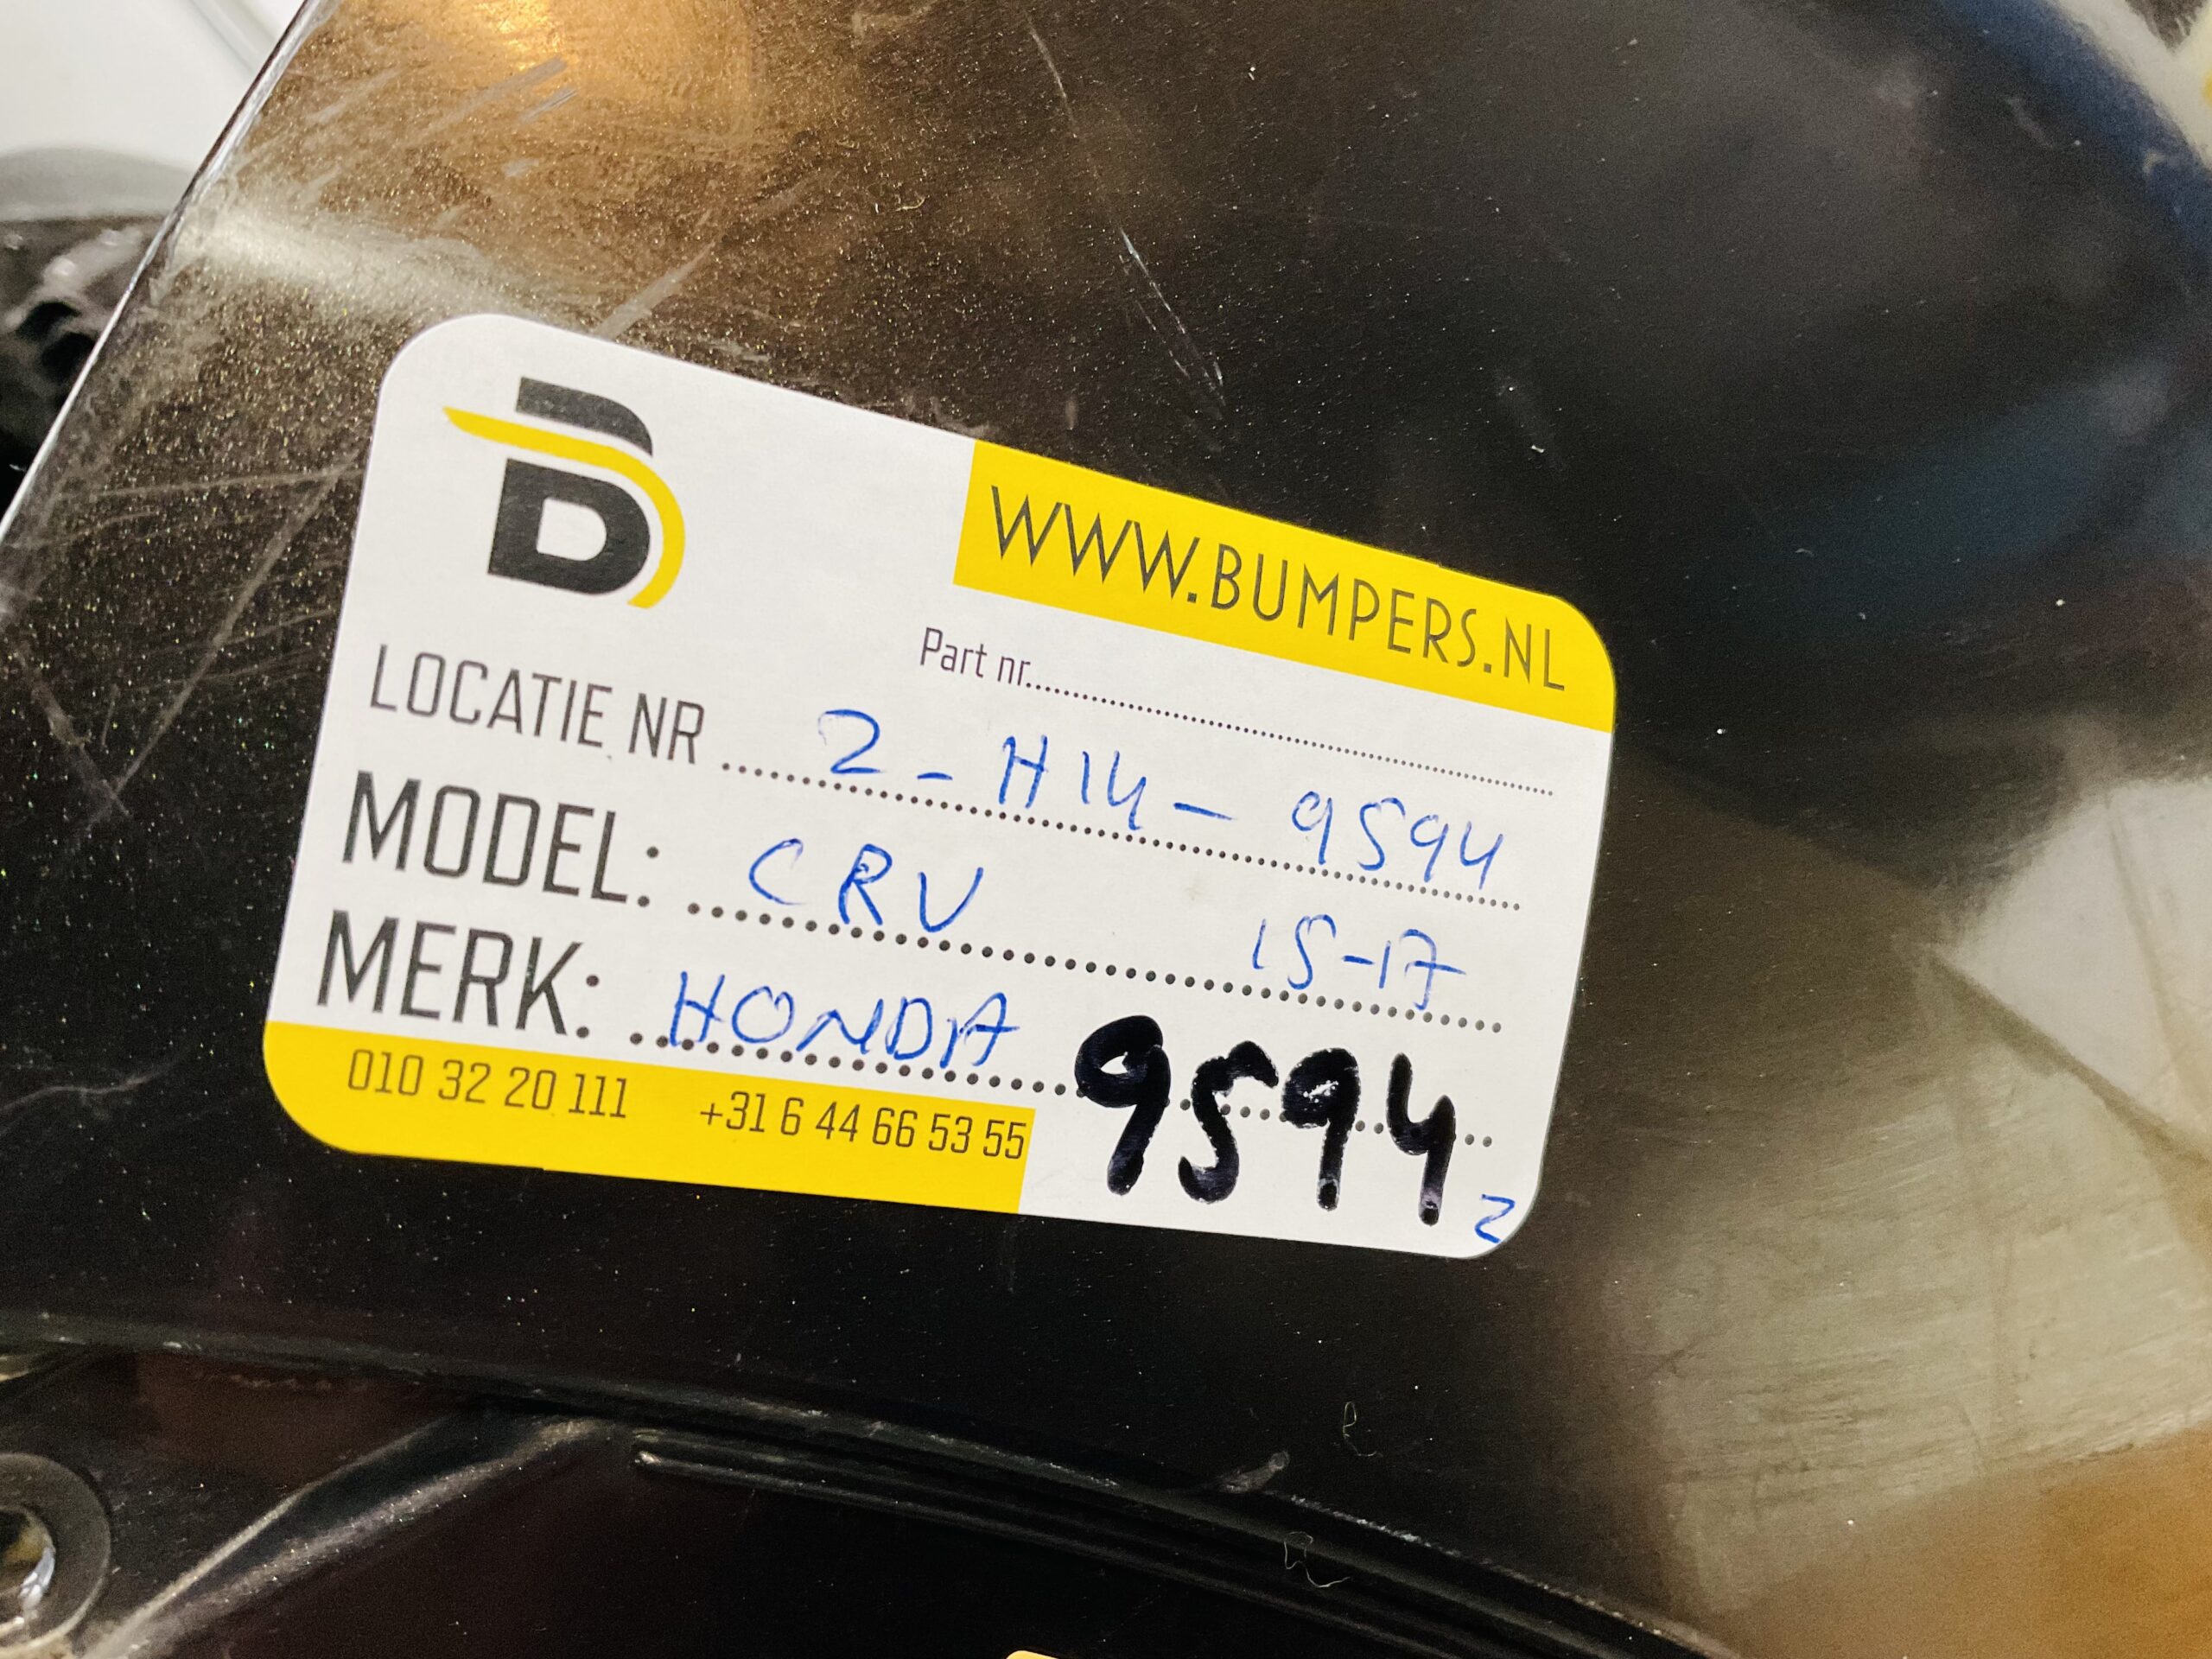 B
WWW.BUMPERS.NL
Part nr..........
LOCATIE NR ..... 2 - H14 - 9594
MODEL: ..... CRV 15-17
MERK: ..... HONDA
9594
010 32 20 111 +31 6 44 66 53 55
2